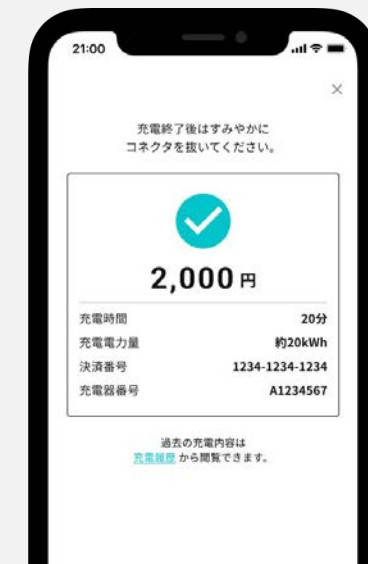 21:00
×
充電終了後はすみやかに
コネクタを抜いてください。
2,000 円
充電時間 20分
充電電力量 約20kWh
決済番号 1234-1234-1234
充電器番号 A1234567
過去の充電内容は
充電履歴 から閲覧できます。